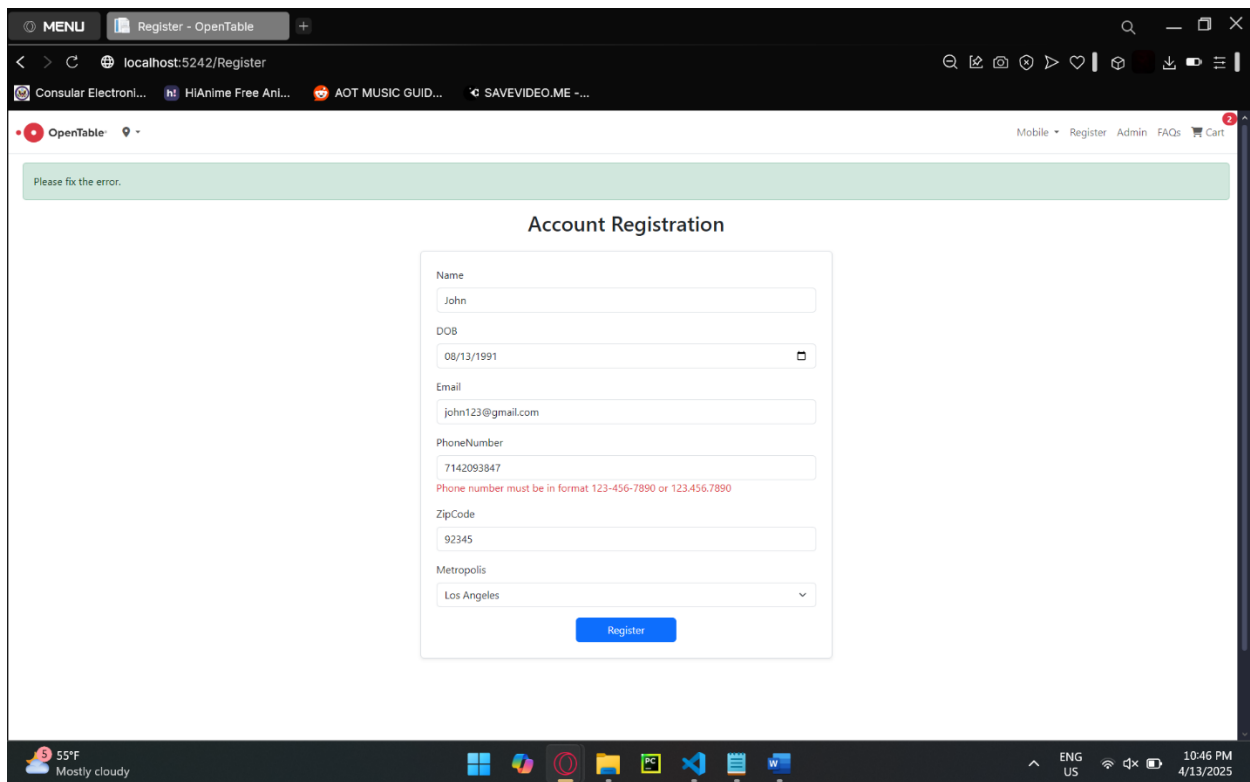 MENU
Register - OpenTable
localhost:5242/Register
Consular Electroni... h! HiAnime Free Ani... AOT MUSIC GUID... SAVEVIDEO.ME -...
OpenTable
Mobile Register Admin FAQs Cart 2
Please fix the error.
Account Registration
Name
John
DOB
08/13/1991
Email
john123@gmail.com
PhoneNumber
7142093847
Phone number must be in format 123-456-7890 or 123.456.7890
ZipCode
92345
Metropolis
Los Angeles
Register
5
55°F
Mostly cloudy
PC
W
ENG
US
10:46 PM
4/13/2025